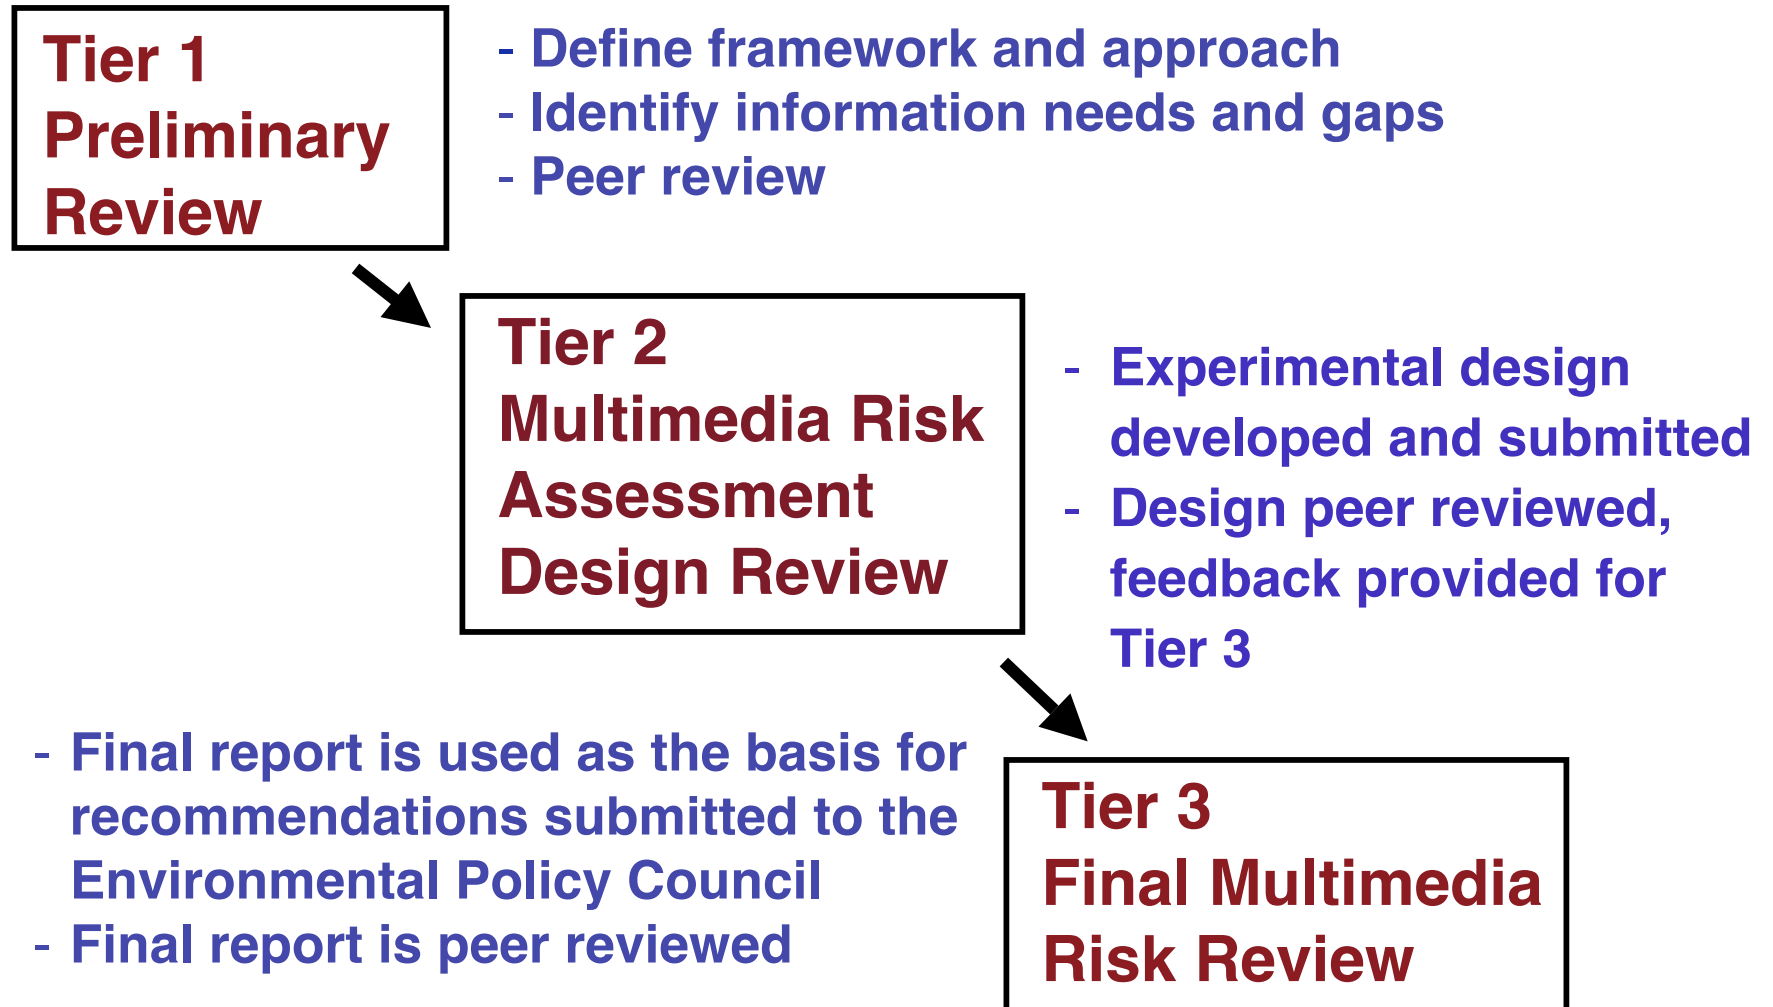 Tier 1
Preliminary
Review
- Define framework and approach
- Identify information needs and gaps
- Peer review
Tier 2
Multimedia Risk
Assessment
Design Review
- Experimental design
developed and submitted
- Design peer reviewed,
feedback provided for
Tier 3
- Final report is used as the basis for
recommendations submitted to the
Environmental Policy Council
- Final report is peer reviewed
Tier 3
Final Multimedia
Risk Review